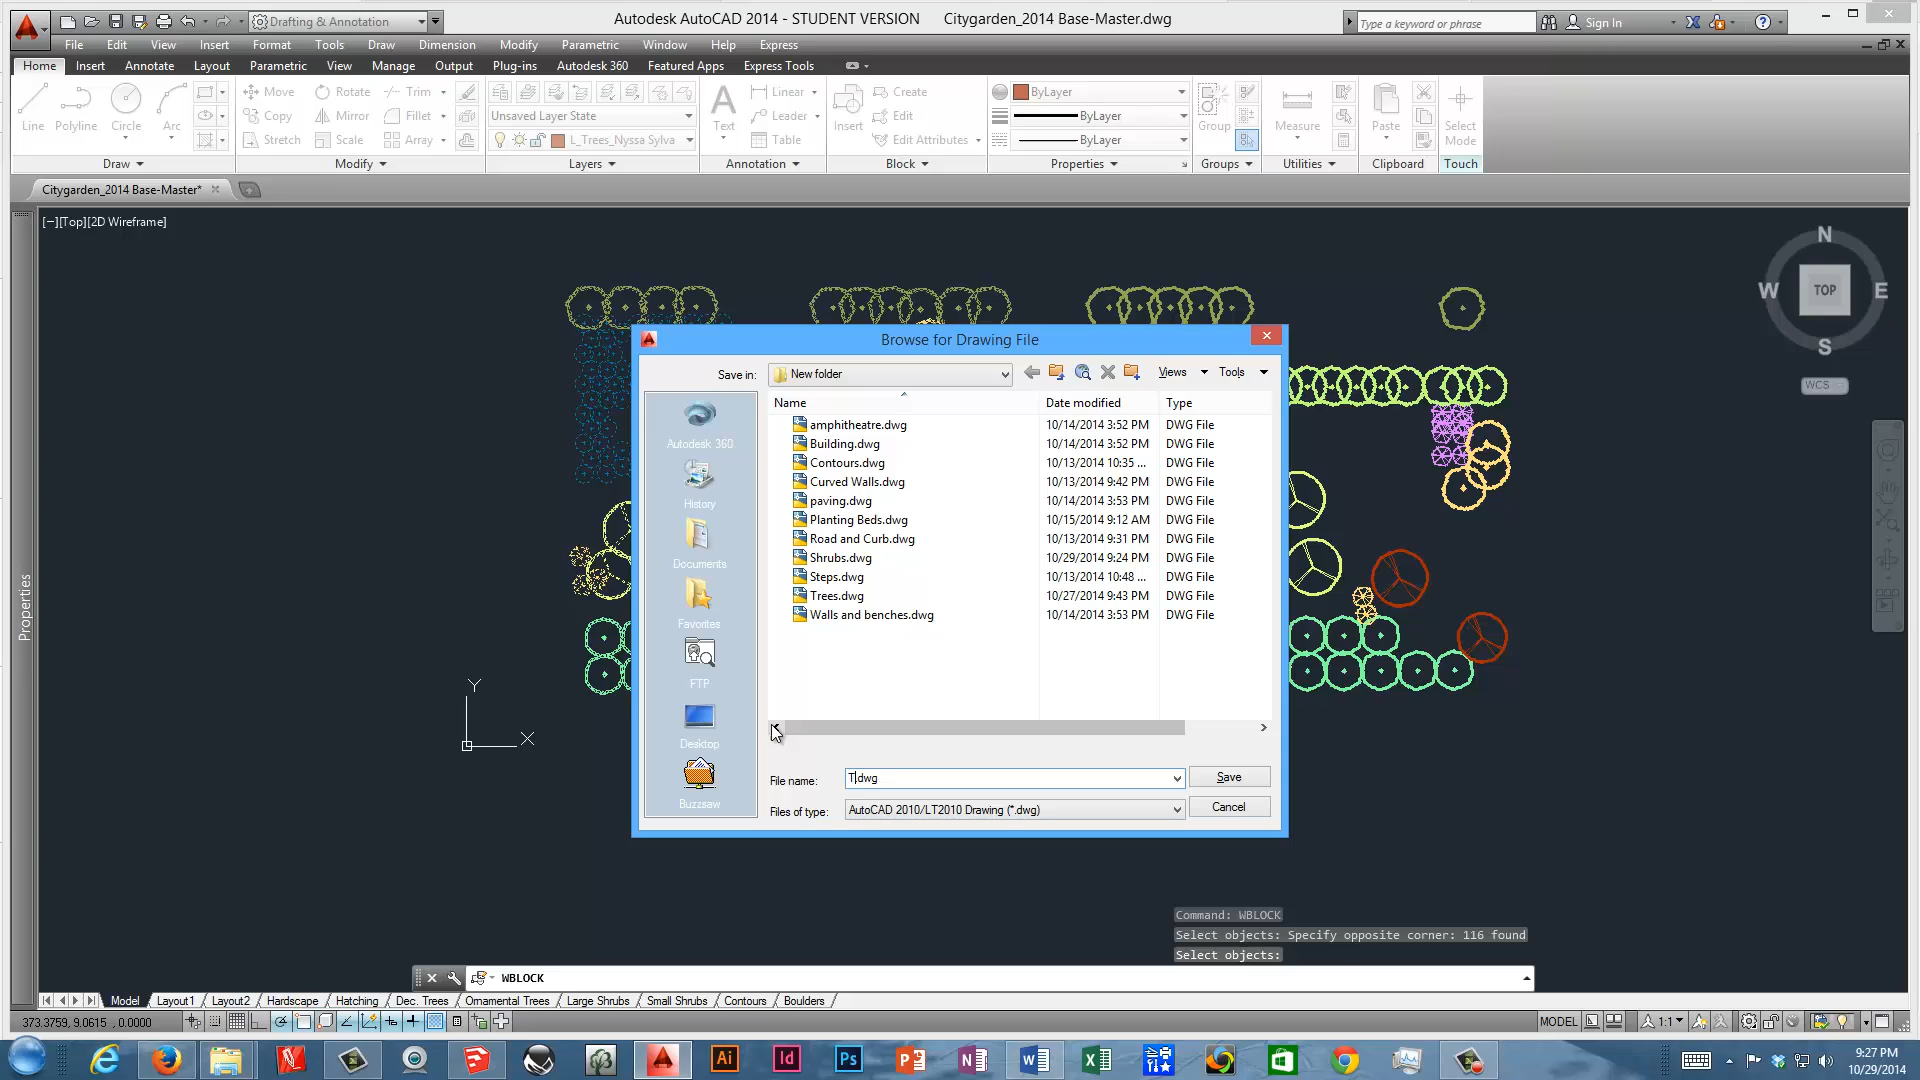 Drafting & Annotation
Autodesk AutoCAD 2014 - STUDENT VERSION Citygarden_2014 Base-Master.dwg
Type a keyword or phrase
Sign In
File Edit View Insert Format Tools Draw Dimension Modify Parametric Window Help Express
Home Insert Annotate Layout Parametric View Manage Output Plug-ins Autodesk 360 Featured Apps Express Tools
Move Rotate Trim Linear Create ByLayer
Unsaved Layer State
Copy Mirror Fillet Leader Edit ByLayer
Line Polyline Circle Arc Text Insert Group Measure Paste Select Mode
Stretch Scale Array L_Trees_Nyssa Sylva Table Edit Attributes ByLayer
Draw Modify Layers Annotation Block Properties Groups Utilities Clipboard Touch
Citygarden_2014 Base-Master*
[−][Top][2D Wireframe]
N
W TOP E
S
WCS
Properties
Y
X
Browse for Drawing File
Save in: New folder Views Tools
Name Date modified Type
amphitheatre.dwg 10/14/2014 3:52 PM DWG File
Building.dwg 10/14/2014 3:52 PM DWG File
Contours.dwg 10/13/2014 10:35 ... DWG File
Curved Walls.dwg 10/13/2014 9:42 PM DWG File
paving.dwg 10/14/2014 3:53 PM DWG File
Planting Beds.dwg 10/15/2014 9:12 AM DWG File
Road and Curb.dwg 10/13/2014 9:31 PM DWG File
Shrubs.dwg 10/29/2014 9:24 PM DWG File
Steps.dwg 10/13/2014 10:48 ... DWG File
Trees.dwg 10/27/2014 9:43 PM DWG File
Walls and benches.dwg 10/14/2014 3:53 PM DWG File
Autodesk 360
History
Documents
Favorites
FTP
Desktop
Buzzsaw
File name: T.dwg Save
Files of type: AutoCAD 2010/LT2010 Drawing (*.dwg) Cancel
Command: WBLOCK
Select objects: Specify opposite corner: 116 found
Select objects:
WBLOCK
Model Layout1 Layout2 Hardscape Hatching Dec. Trees Ornamental Trees Large Shrubs Small Shrubs Contours Boulders
373.3759, 9.0615 , 0.0000
MODEL 1:1
Ai Id Ps
9:27 PM
10/29/2014